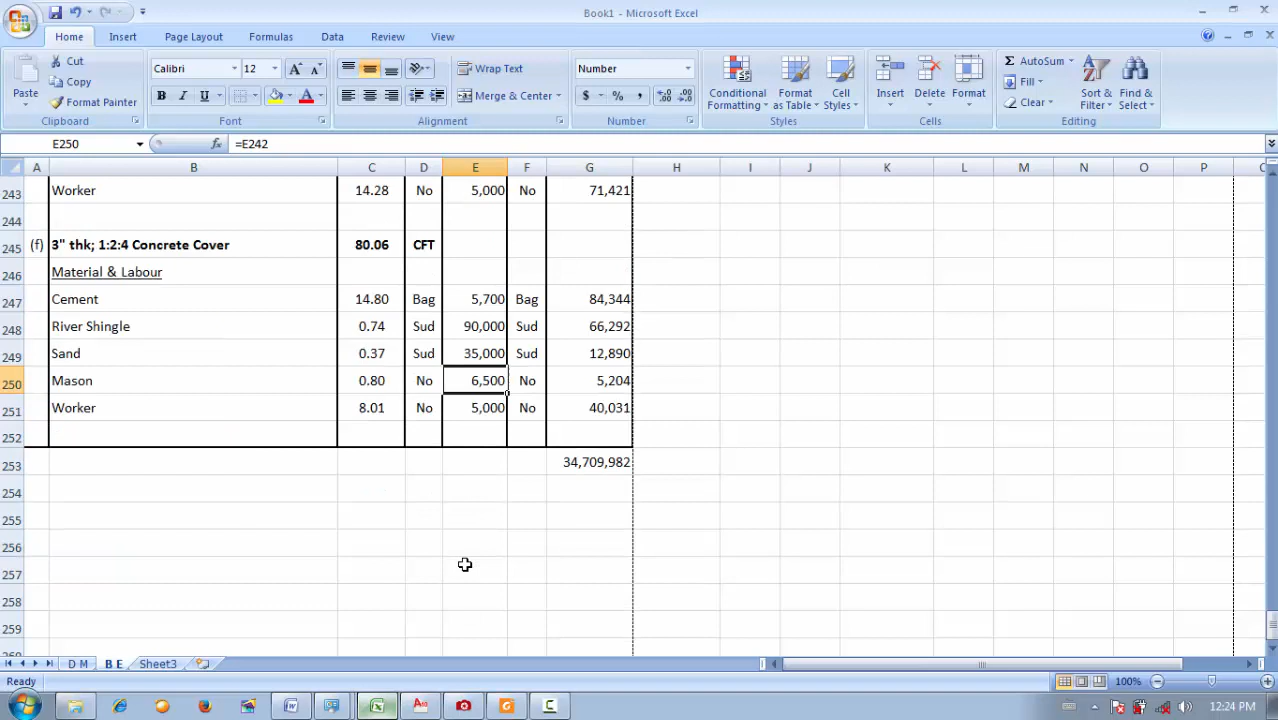 Book1 - Microsoft Excel
Home Insert Page Layout Formulas Data Review View
Paste Cut Copy Format Painter
Calibri 12 A A
B I U A
Wrap Text
Merge & Center
Number
$ % ,
Conditional Formatting Format as Table Cell Styles
Insert Delete Format
Σ AutoSum Fill Clear
Sort & Filter Find & Select
Clipboard Font Alignment Number Styles Cells Editing
E250 fx =E242
A B C D E F G H I J K L M N O P
243 Worker 14.28 No 5,000 No 71,421
244
245 (f) 3" thk; 1:2:4 Concrete Cover 80.06 CFT
246 Material & Labour
247 Cement 14.80 Bag 5,700 Bag 84,344
248 River Shingle 0.74 Sud 90,000 Sud 66,292
249 Sand 0.37 Sud 35,000 Sud 12,890
250 Mason 0.80 No 6,500 No 5,204
251 Worker 8.01 No 5,000 No 40,031
252
253 34,709,982
254
255
256
257
258
259
D M B E Sheet3
Ready 100%
12:24 PM